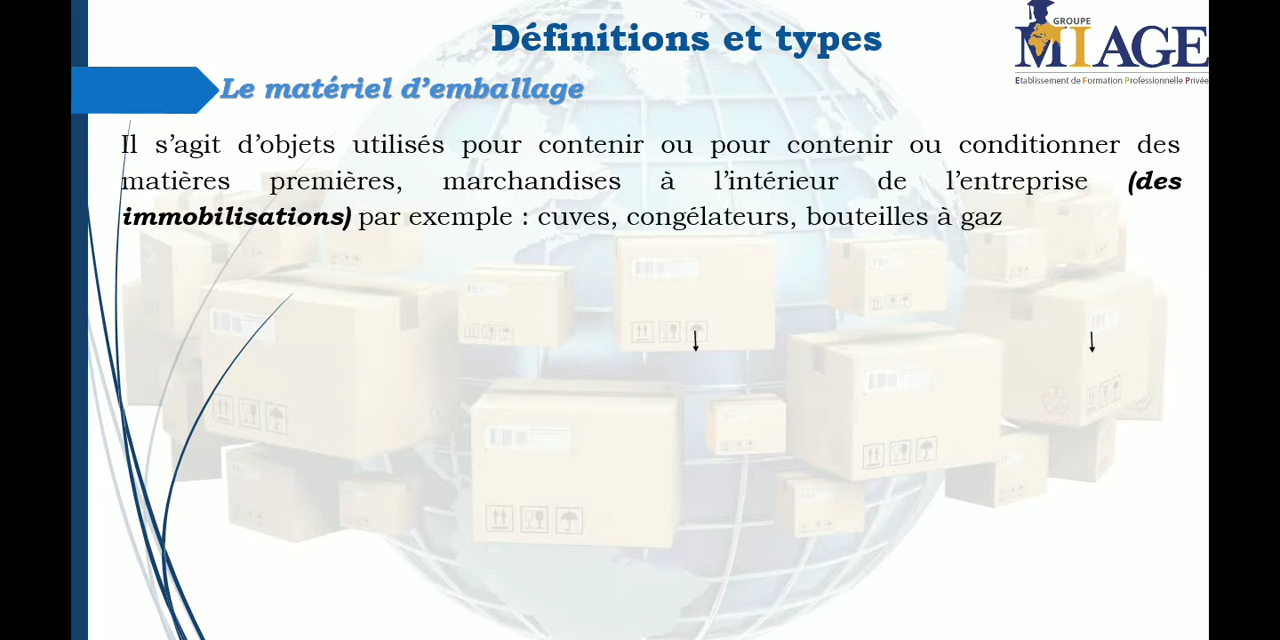 Définitions et types
GROUPE
MIAGE
Etablissement de Formation Professionnelle Privée
Le matériel d’emballage
Il s’agit d’objets utilisés pour contenir ou pour contenir ou conditionner des
matières premières, marchandises à l’intérieur de l’entreprise (des
immobilisations) par exemple : cuves, congélateurs, bouteilles à gaz